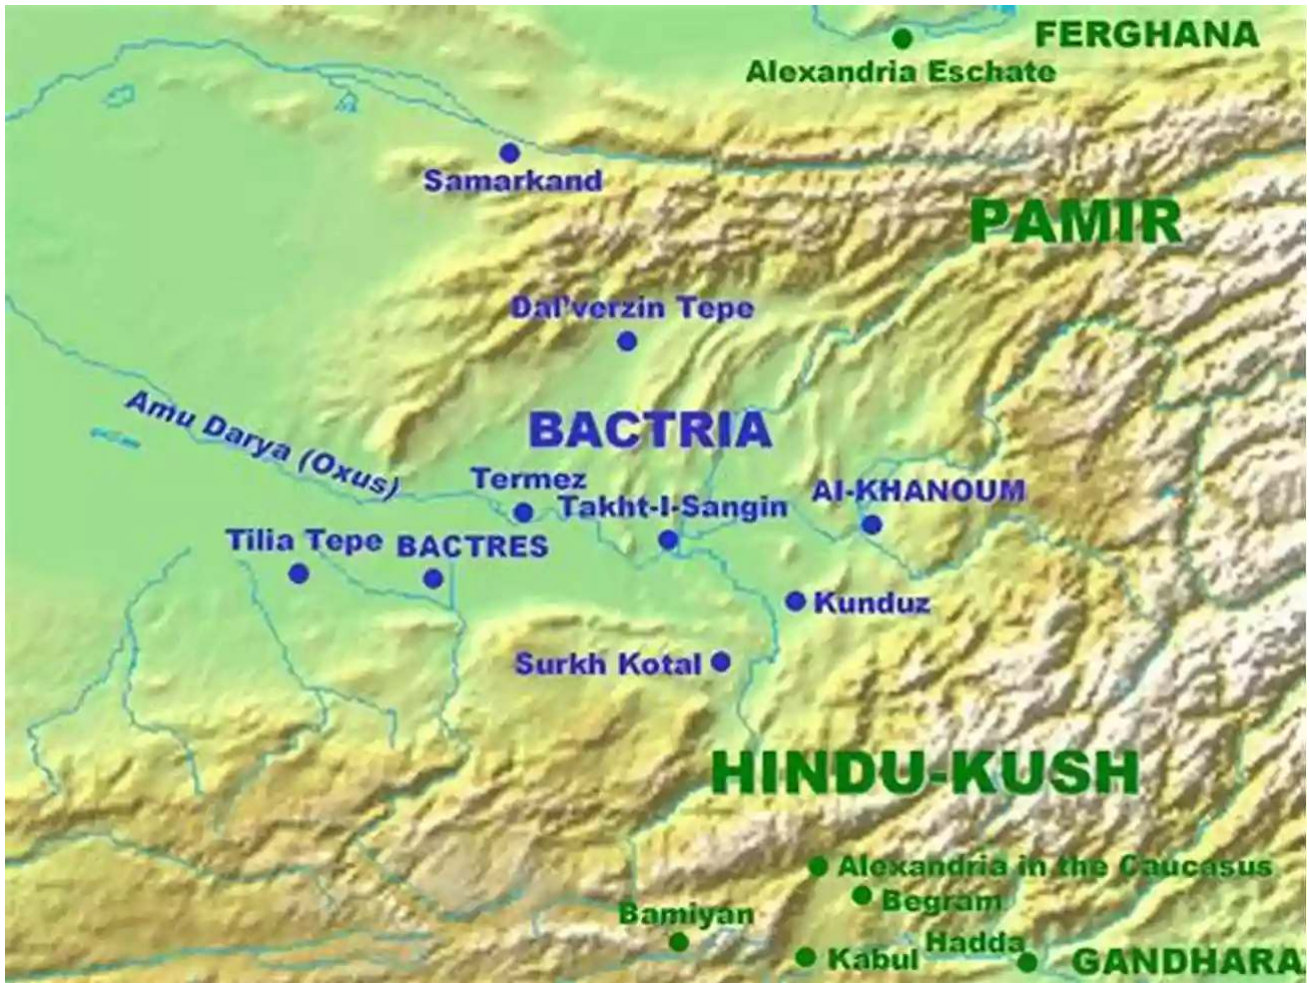 FERGHANA
Alexandria Eschate
Samarkand
PAMIR
Dal'verzin Tepe
Amu Darya (Oxus)
BACTRIA
Termez
Takht-I-Sangin
Al-KHANOUM
Tilia Tepe
BACTRES
Kunduz
Surkh Kotal
HINDU-KUSH
Alexandria in the Caucasus
Begram
Bamiyan
Kabul
Hadda
GANDHARA